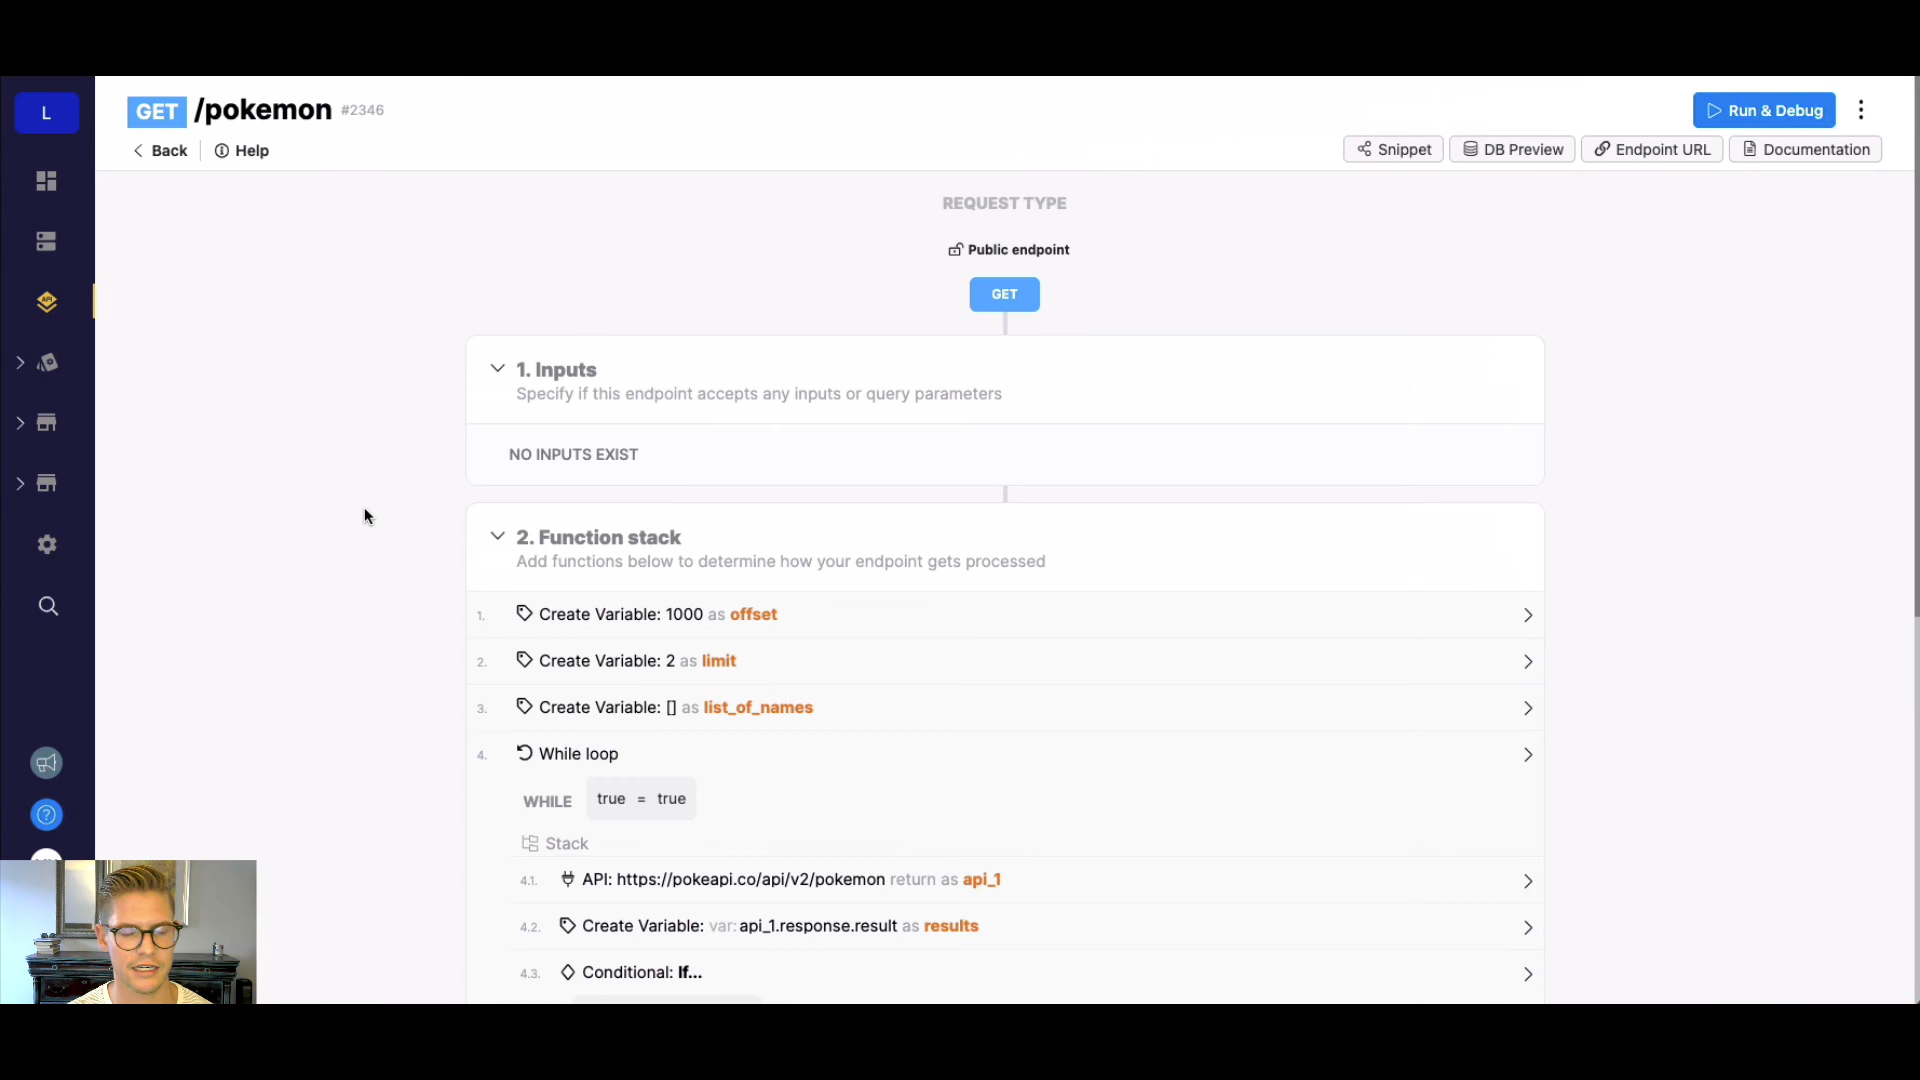 L
GET /pokemon #2346
Run & Debug
Back
Help
Snippet
DB Preview
Endpoint URL
Documentation
REQUEST TYPE
Public endpoint
GET
1. Inputs
Specify if this endpoint accepts any inputs or query parameters
NO INPUTS EXIST
2. Function stack
Add functions below to determine how your endpoint gets processed
1. Create Variable: 1000 as offset
2. Create Variable: 2 as limit
3. Create Variable: [] as list_of_names
4. While loop
WHILE true = true
Stack
4.1. API: https://pokeapi.co/api/v2/pokemon return as api_1
4.2. Create Variable: var: api_1.response.result as results
4.3. Conditional: If...
API